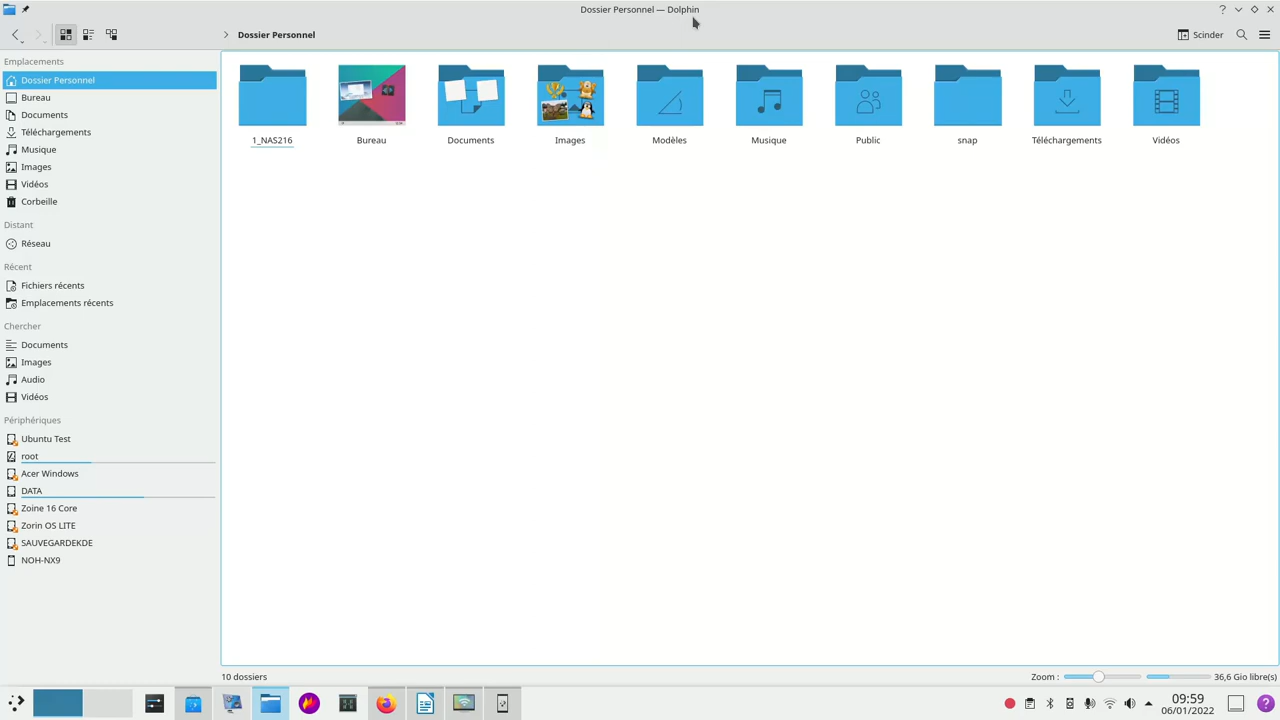 Dossier Personnel — Dolphin
Dossier Personnel
Scinder
Emplacements
Dossier Personnel
Bureau
Documents
Téléchargements
Musique
Images
Vidéos
Corbeille
Distant
Réseau
Récent
Fichiers récents
Emplacements récents
Chercher
Documents
Images
Audio
Vidéos
Périphériques
Ubuntu Test
root
Acer Windows
DATA
Zoine 16 Core
Zorin OS LITE
SAUVEGARDEKDE
NOH-NX9
1_NAS216
Bureau
Documents
Images
Modèles
Musique
Public
snap
Téléchargements
Vidéos
10 dossiers
Zoom :
36,6 Gio libre(s)
09:59
06/01/2022